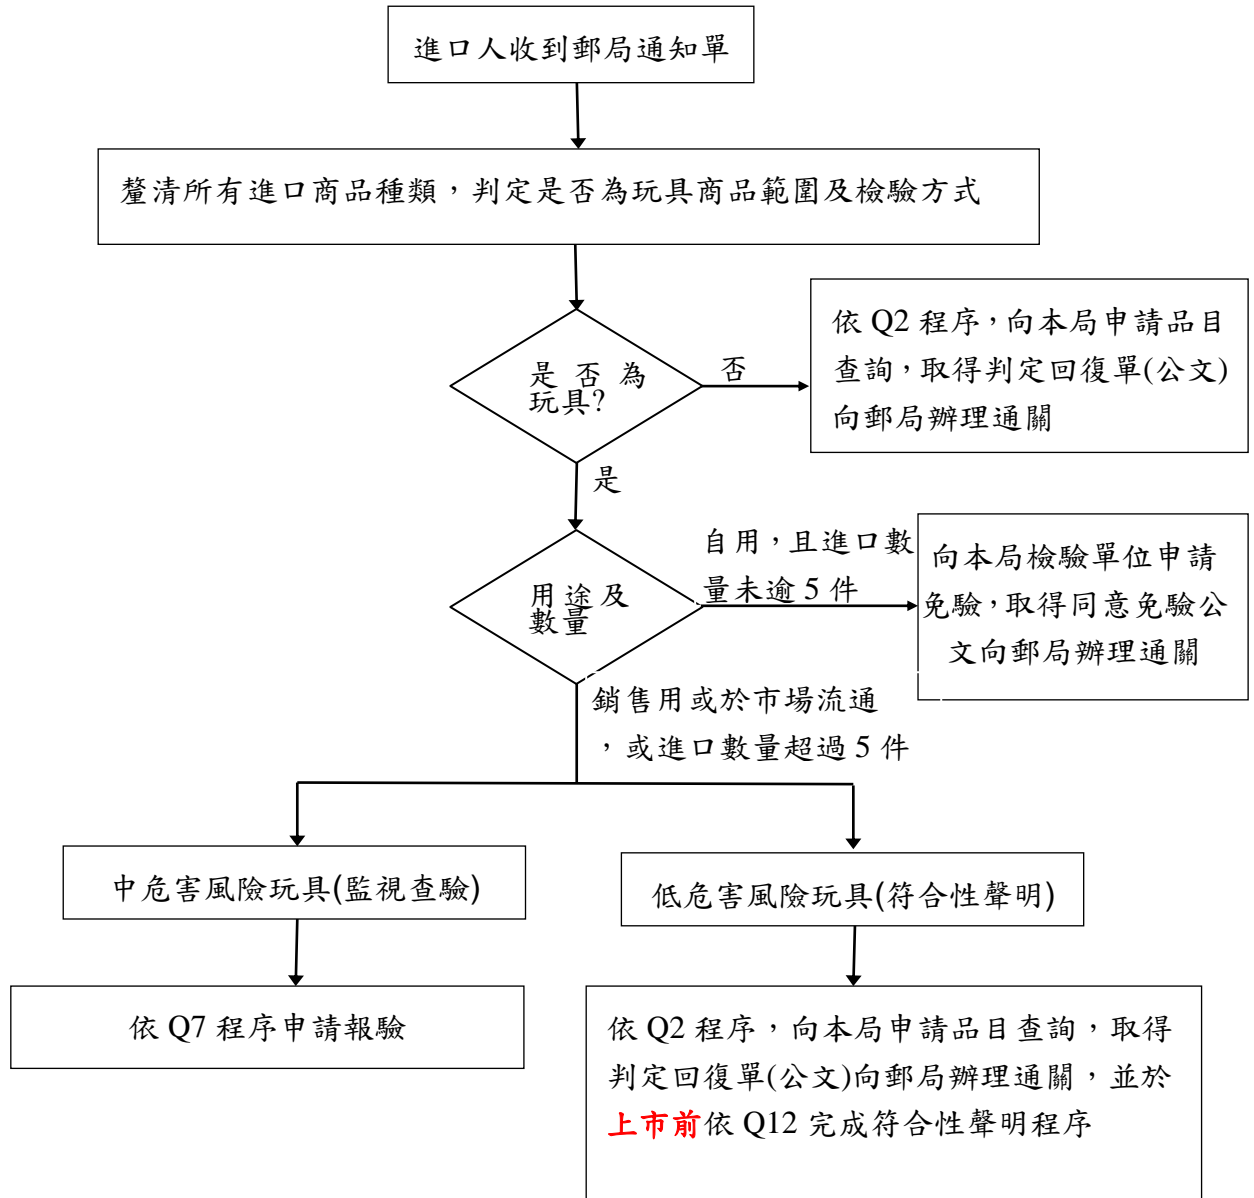 進口人收到郵局通知單
釐清所有進口商品種類，判定是否為玩具商品範圍及檢驗方式
是否為
玩具?
否
依 Q2 程序，向本局申請品目
查詢，取得判定回復單(公文)
向郵局辦理通關
是
用途及
數量
自用，且進口數
量未逾 5 件
向本局檢驗單位申請
免驗，取得同意免驗公
文向郵局辦理通關
銷售用或於市場流通
，或進口數量超過 5 件
中危害風險玩具(監視查驗)
低危害風險玩具(符合性聲明)
依 Q7 程序申請報驗
依 Q2 程序，向本局申請品目查詢，取得
判定回復單(公文)向郵局辦理通關，並於
上市前依 Q12 完成符合性聲明程序